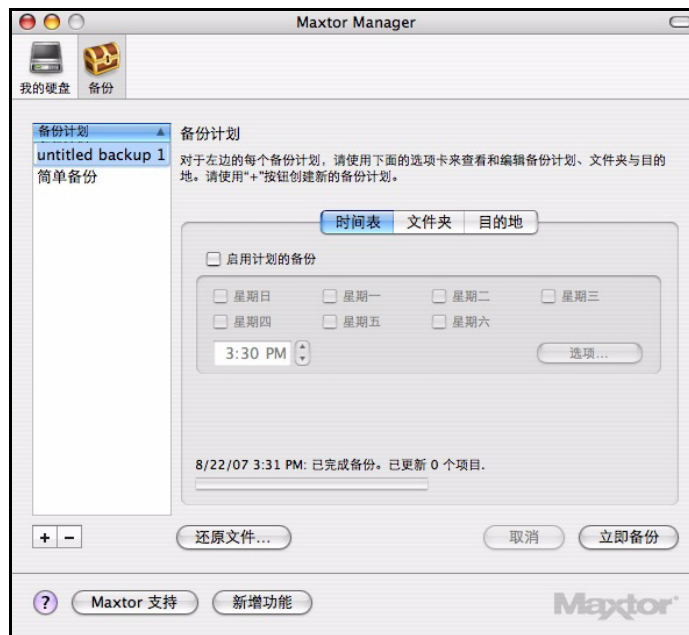 Maxtor Manager
我的硬盘
备份
备份计划
untitled backup 1
简单备份
备份计划
对于左边的每个备份计划，请使用下面的选项卡来查看和编辑备份计划、文件夹与目的
地。请使用“+”按钮创建新的备份计划。
时间表 文件夹 目的地
启用计划的备份
星期日 星期一 星期二 星期三
星期四 星期五 星期六
3:30 PM 选项...
8/22/07 3:31 PM: 已完成备份。已更新 0 个项目.
+ − 还原文件... 取消 立即备份
? Maxtor 支持 新增功能 Maxtor